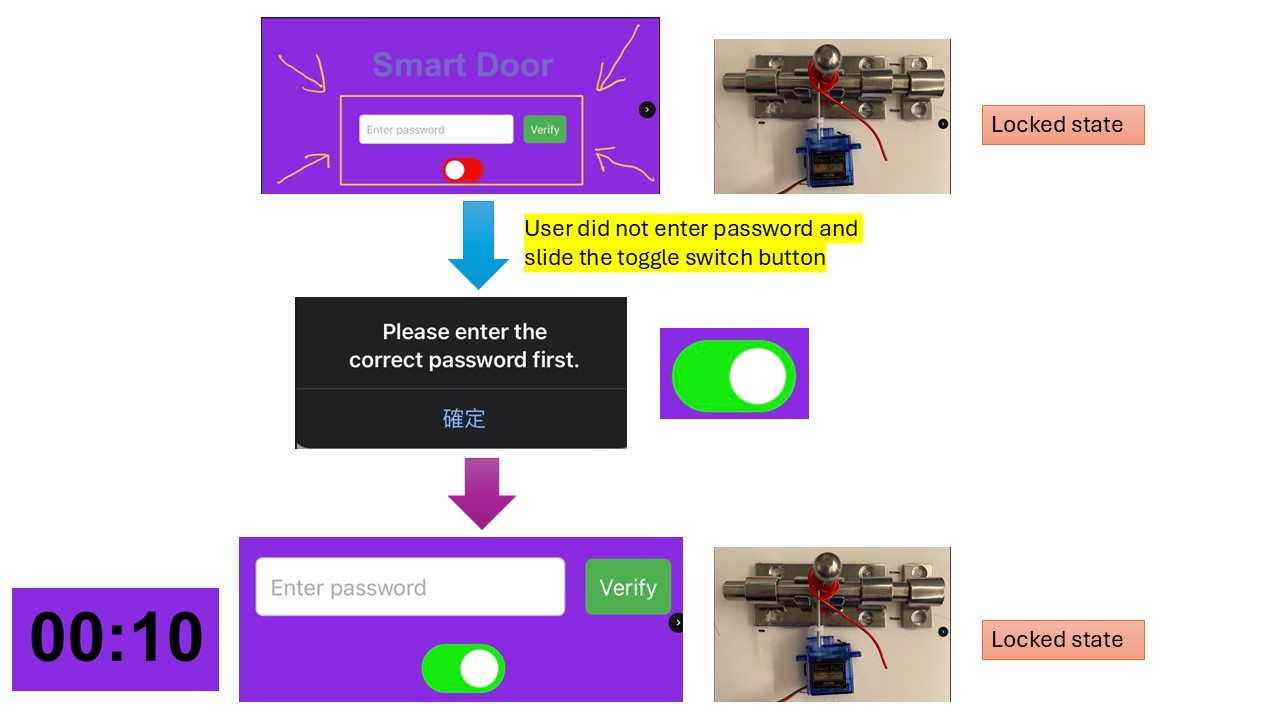 Smart Door
Enter password
Verify
Locked state
User did not enter password and
slide the toggle switch button
Please enter the
correct password first.
確定
00:10
Enter password
Verify
Locked state